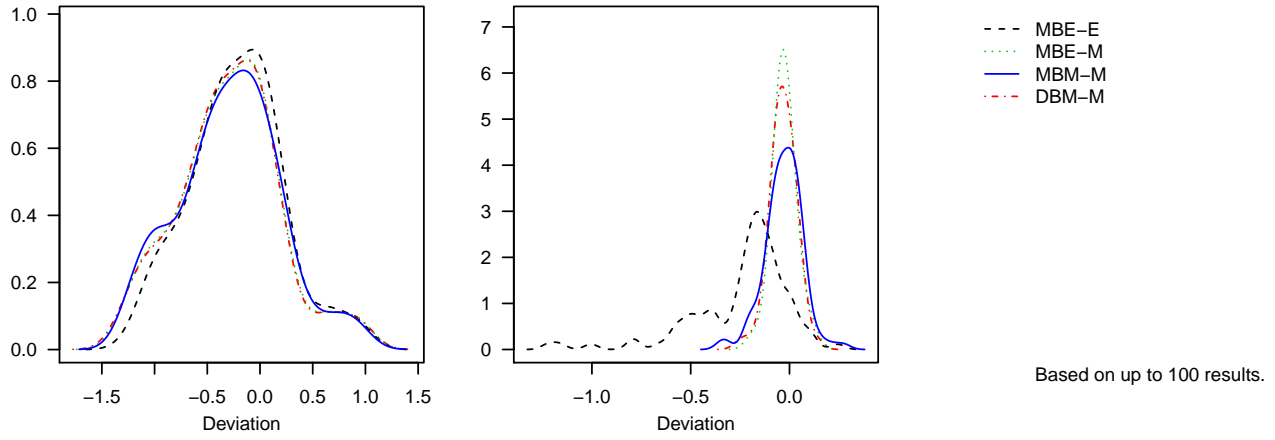 1.0
0.8
0.6
0.4
0.2
0.0
−1.5 −0.5 0.0 0.5 1.0 1.5
Deviation
7
6
5
4
3
2
1
0
−1.0 −0.5 0.0
Deviation
MBE−E
MBE−M
MBM−M
DBM−M
Based on up to 100 results.